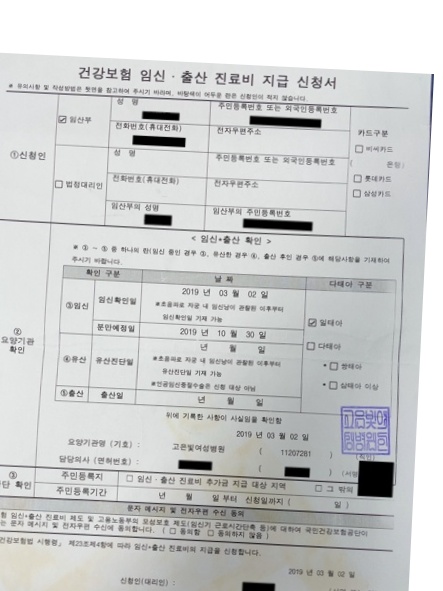 건강보험 임신 · 출산 진료비 지급 신청서
※ 유의사항 및 작성방법은 뒷면을 참고하여 주시기 바라며, 바탕색이 어두운 란은 신청인이 적지 않습니다.
①신청인
임산부
성 명
주민등록번호 또는 외국인등록번호
전화번호(휴대전화)
전자우편주소
카드구분
비씨카드
( 은행)
롯데카드
삼성카드
법정대리인
성 명
주민등록번호 또는 외국인등록번호
전화번호(휴대전화)
전자우편주소
임산부의 성명
임산부의 주민등록번호
②
요양기관
확인
< 임신•출산 확인 >
※ ③ ~ ⑤ 중 하나의 란(임신 중인 경우 ③, 유산한 경우 ④, 출산 후인 경우 ⑤)에 해당사항을 기재하여
주시기 바랍니다.
확인 구분
날 짜
다태아 구분
③임신
임신확인일
2019 년 03 월 02 일
※초음파로 자궁 내 임신낭이 관찰된 이후부터
임신확인일 기재 가능
분만예정일
2019 년 10 월 30 일
일태아
다태아
• 쌍태아
• 삼태아 이상
④유산
유산진단일
년 월 일
※초음파로 자궁 내 임신낭이 관찰된 이후부터
유산진단일 기재 가능
※인공임신중절수술은 신청 대상 아님
⑤출산
출산일
년 월 일
위에 기록한 사항이 사실임을 확인함
2019 년 03 월 02 일
요양기관명 (기호) :
고은빛여성병원
( 11207281 )
(직인)
담당의사 (면허번호) :
( )
(서명
③
단 확인
주민등록지
임신 · 출산 진료비 추가금 지급 대상 지역
그 밖의
주민등록기간
년 월 일 부터 신청일까지 ( 일 )
문자 메시지 및 전자우편 수신 동의
험 임신•출산 진료비 제도 및 고용노동부의 모성보호 제도(임신기 근로시간단축 등)에 대하여 국민건강보험공단이
는 문자 메시지 및 전자우편 수신에 동의합니다. ( 동의함 동의하지 않음 )
건강보험법 시행령」 제23조제4항에 따라 임신•출산 진료비의 지급을 신청합니다.
2019 년 03 월 02 일
신청인(대리인) :